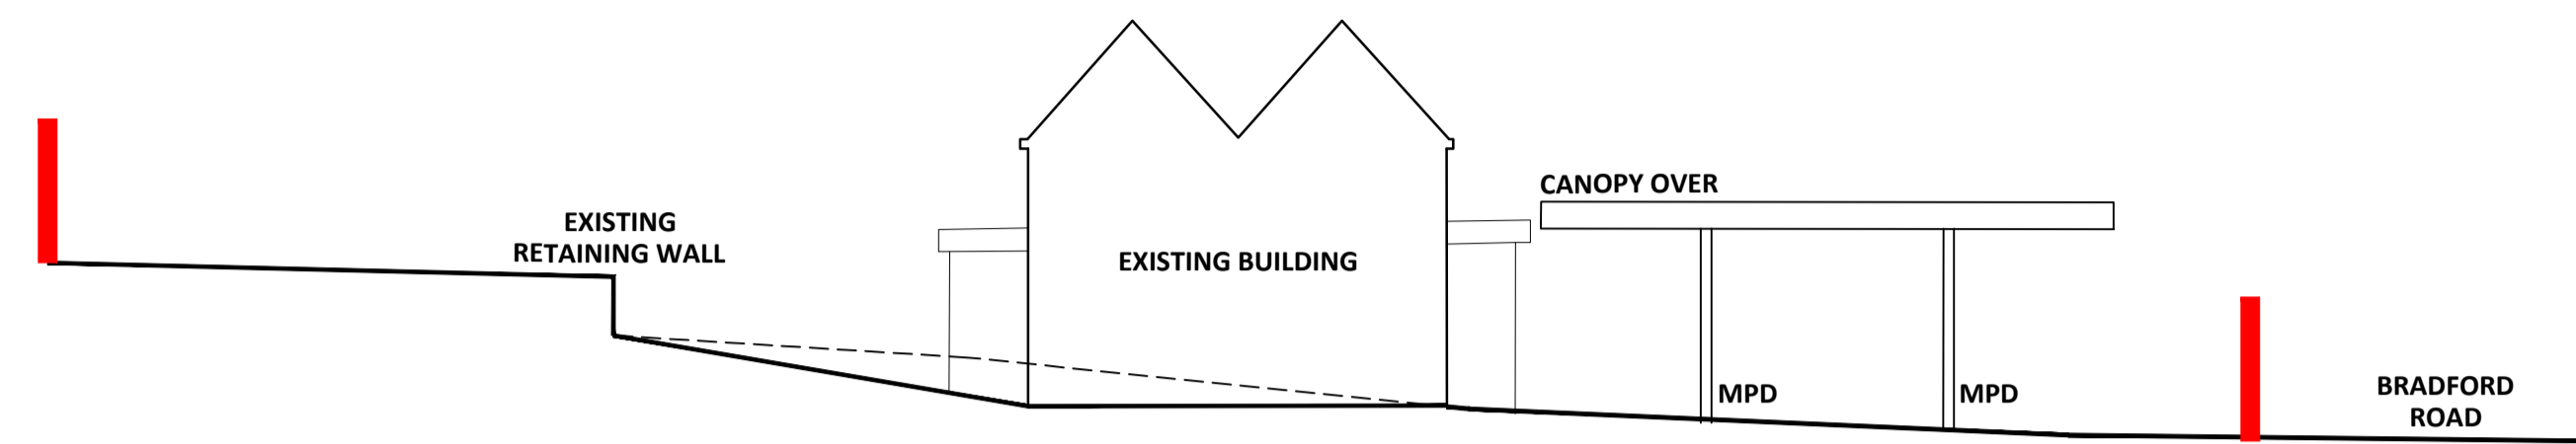 EXISTING
RETAINING WALL
EXISTING BUILDING
CANOPY OVER
MPD
MPD
BRADFORD
ROAD